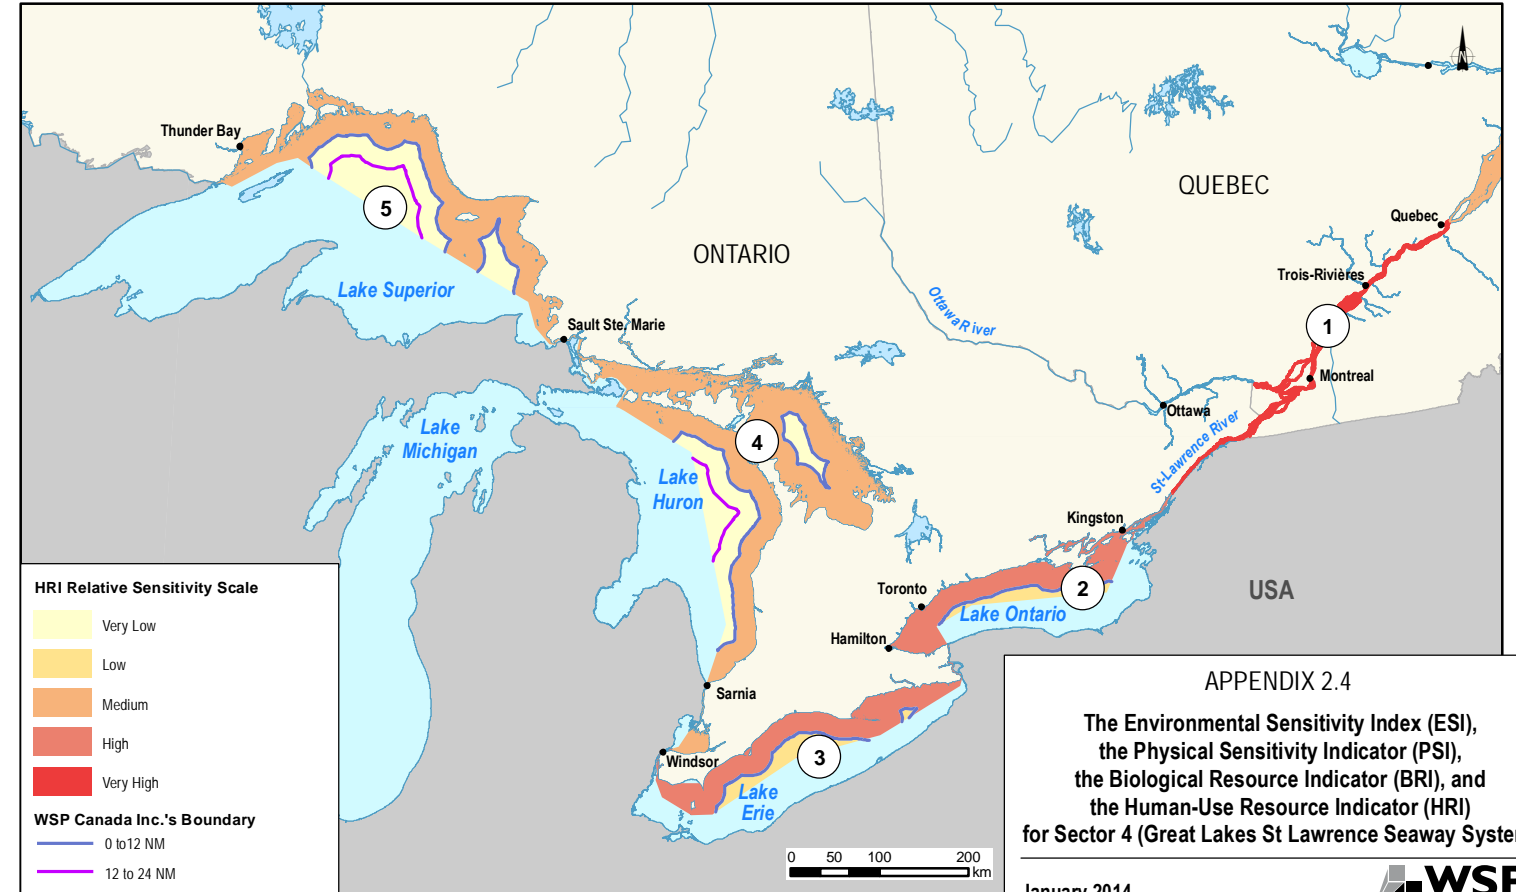 Thunder Bay
5
Lake Superior
Sault Ste. Marie
ONTARIO
QUEBEC
Quebec
Trois-Rivières
1
Montreal
Ottawa River
Ottawa
St-Lawrence River
Lake
Michigan
4
Lake
Huron
Kingston
Toronto
2
Lake Ontario
Hamilton
USA
Sarnia
Windsor
3
Lake
Erie
HRI Relative Sensitivity Scale
Very Low
Low
Medium
High
Very High
WSP Canada Inc.'s Boundary
0 to12 NM
12 to 24 NM
0 50 100 200
km
APPENDIX 2.4
The Environmental Sensitivity Index (ESI),
the Physical Sensitivity Indicator (PSI),
the Biological Resource Indicator (BRI), and
the Human-Use Resource Indicator (HRI)
for Sector 4 (Great Lakes St Lawrence Seaway Syste
January 2014
WSP